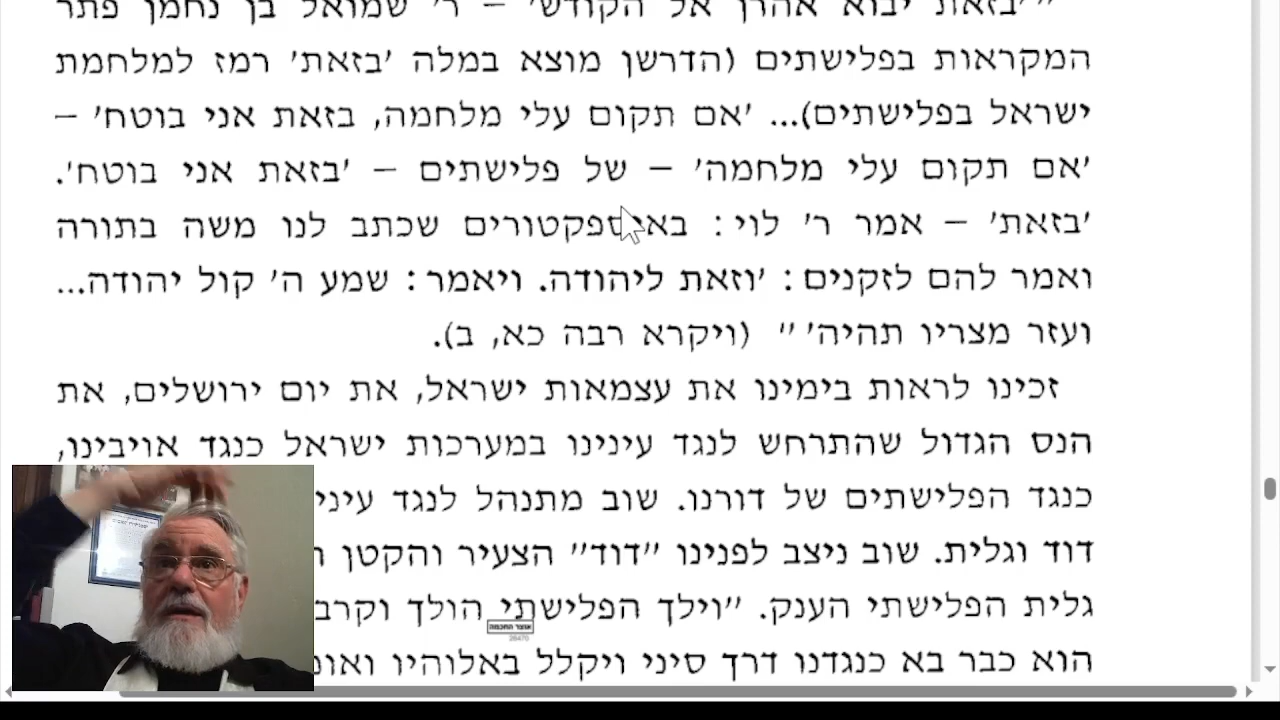 "'בזאת יבוא אהרן אל הקודש' – ר' שמואל בן נחמן פתר
המקראות בפלישתים (הדרשן מוצא במלה 'בזאת' רמז למלחמת
ישראל בפלישתים)... 'אם תקום עלי מלחמה, בזאת אני בוטח' –
'אם תקום עלי מלחמה' – של פלישתים – 'בזאת אני בוטח'.
'בזאת' – אמר ר' לוי: שכתב לנו משה בתורה
ואמר להם לזקנים: 'וזאת ליהודה. ויאמר: שמע ה' קול יהודה...
ועזר מצריו תהיה'" (ויקרא רבה כא, ב).
זכינו לראות בימינו את עצמאות ישראל, את יום ירושלים, את
הנס הגדול שהתרחש לנגד עינינו במערכות ישראל כנגד אויבינו,
כנגד הפלישתים של דורנו. שוב מתנהל לנגד
דוד וגלית. שוב ניצב לפנינו "דוד" הצעיר והקטן
גלית הפלישתי הענק. "וילך הפלישתי הולך וקרב
אוצר החכמה
הוא כבר בא כנגדנו דרך סיני ויקלל באלוהיו